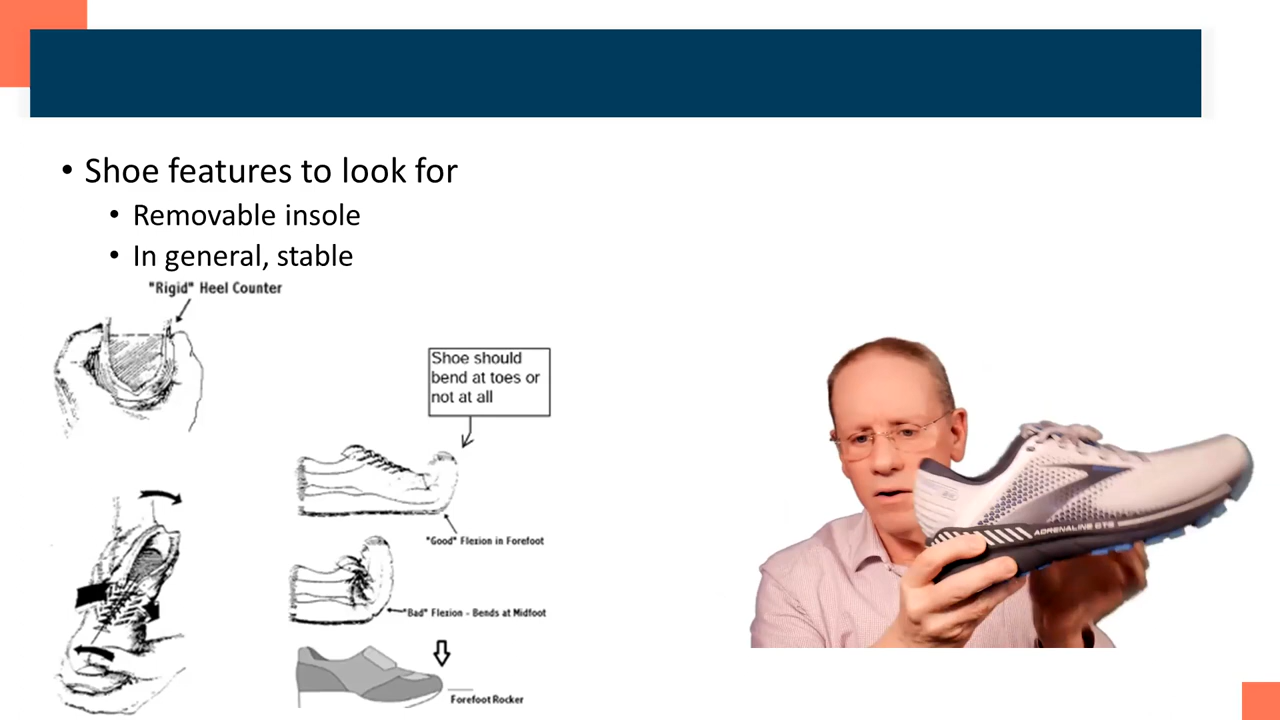 • Shoe features to look for
• Removable insole
• In general, stable
"Rigid" Heel Counter
Shoe should
bend at toes or
not at all
"Good" Flexion in Forefoot
"Bad" Flexion - Bends at Midfoot
Forefoot Rocker
ADRENALINE GTS